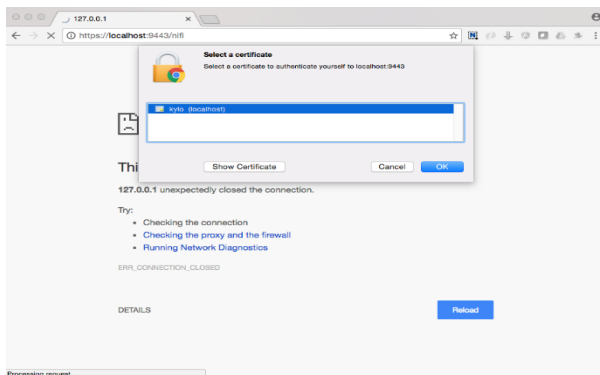 127.0.0.1
https://localhost:9443/nifi
Select a certificate
Select a certificate to authenticate yourself to localhost:9443
kylo (localhost)
Show Certificate
Cancel
OK
Thi
127.0.0.1 unexpectedly closed the connection.
Try:
Checking the connection
Checking the proxy and the firewall
Running Network Diagnostics
ERR_CONNECTION_CLOSED
DETAILS
Reload
Processing request